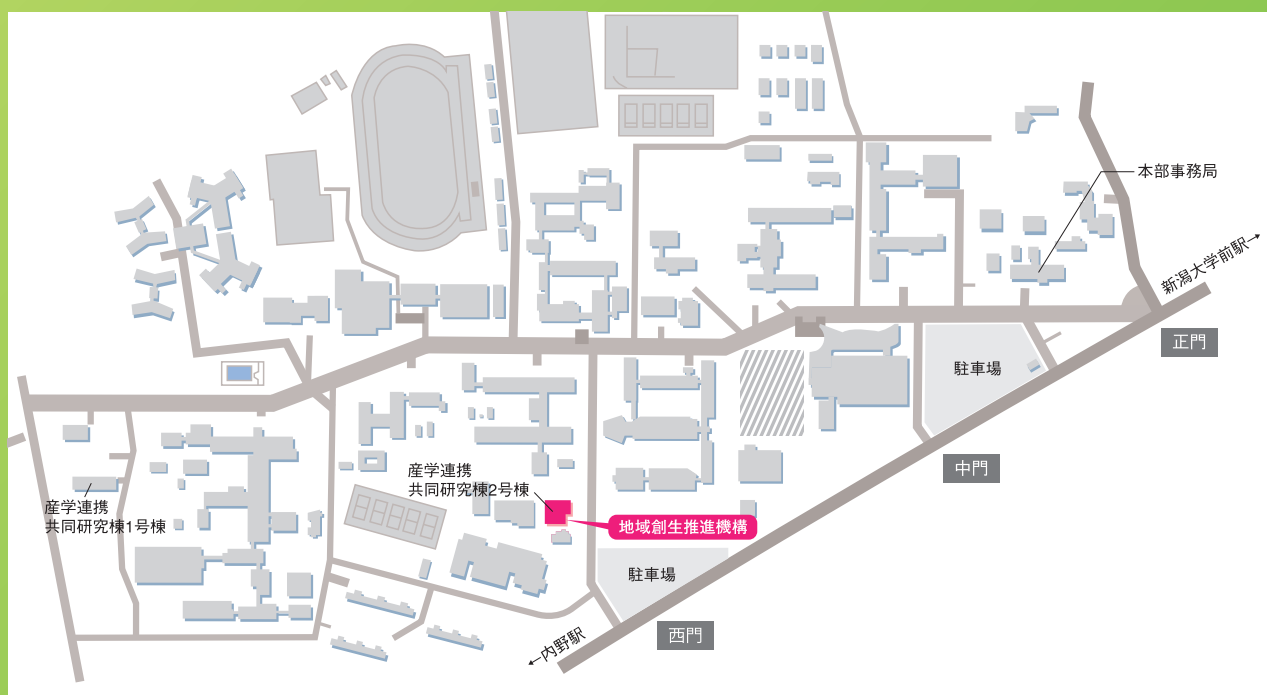 本部事務局
新潟大学前駅→
正門
駐車場
中門
産学連携
共同研究棟2号棟
産学連携
共同研究棟1号棟
地域創生推進機構
駐車場
西門
←内野駅